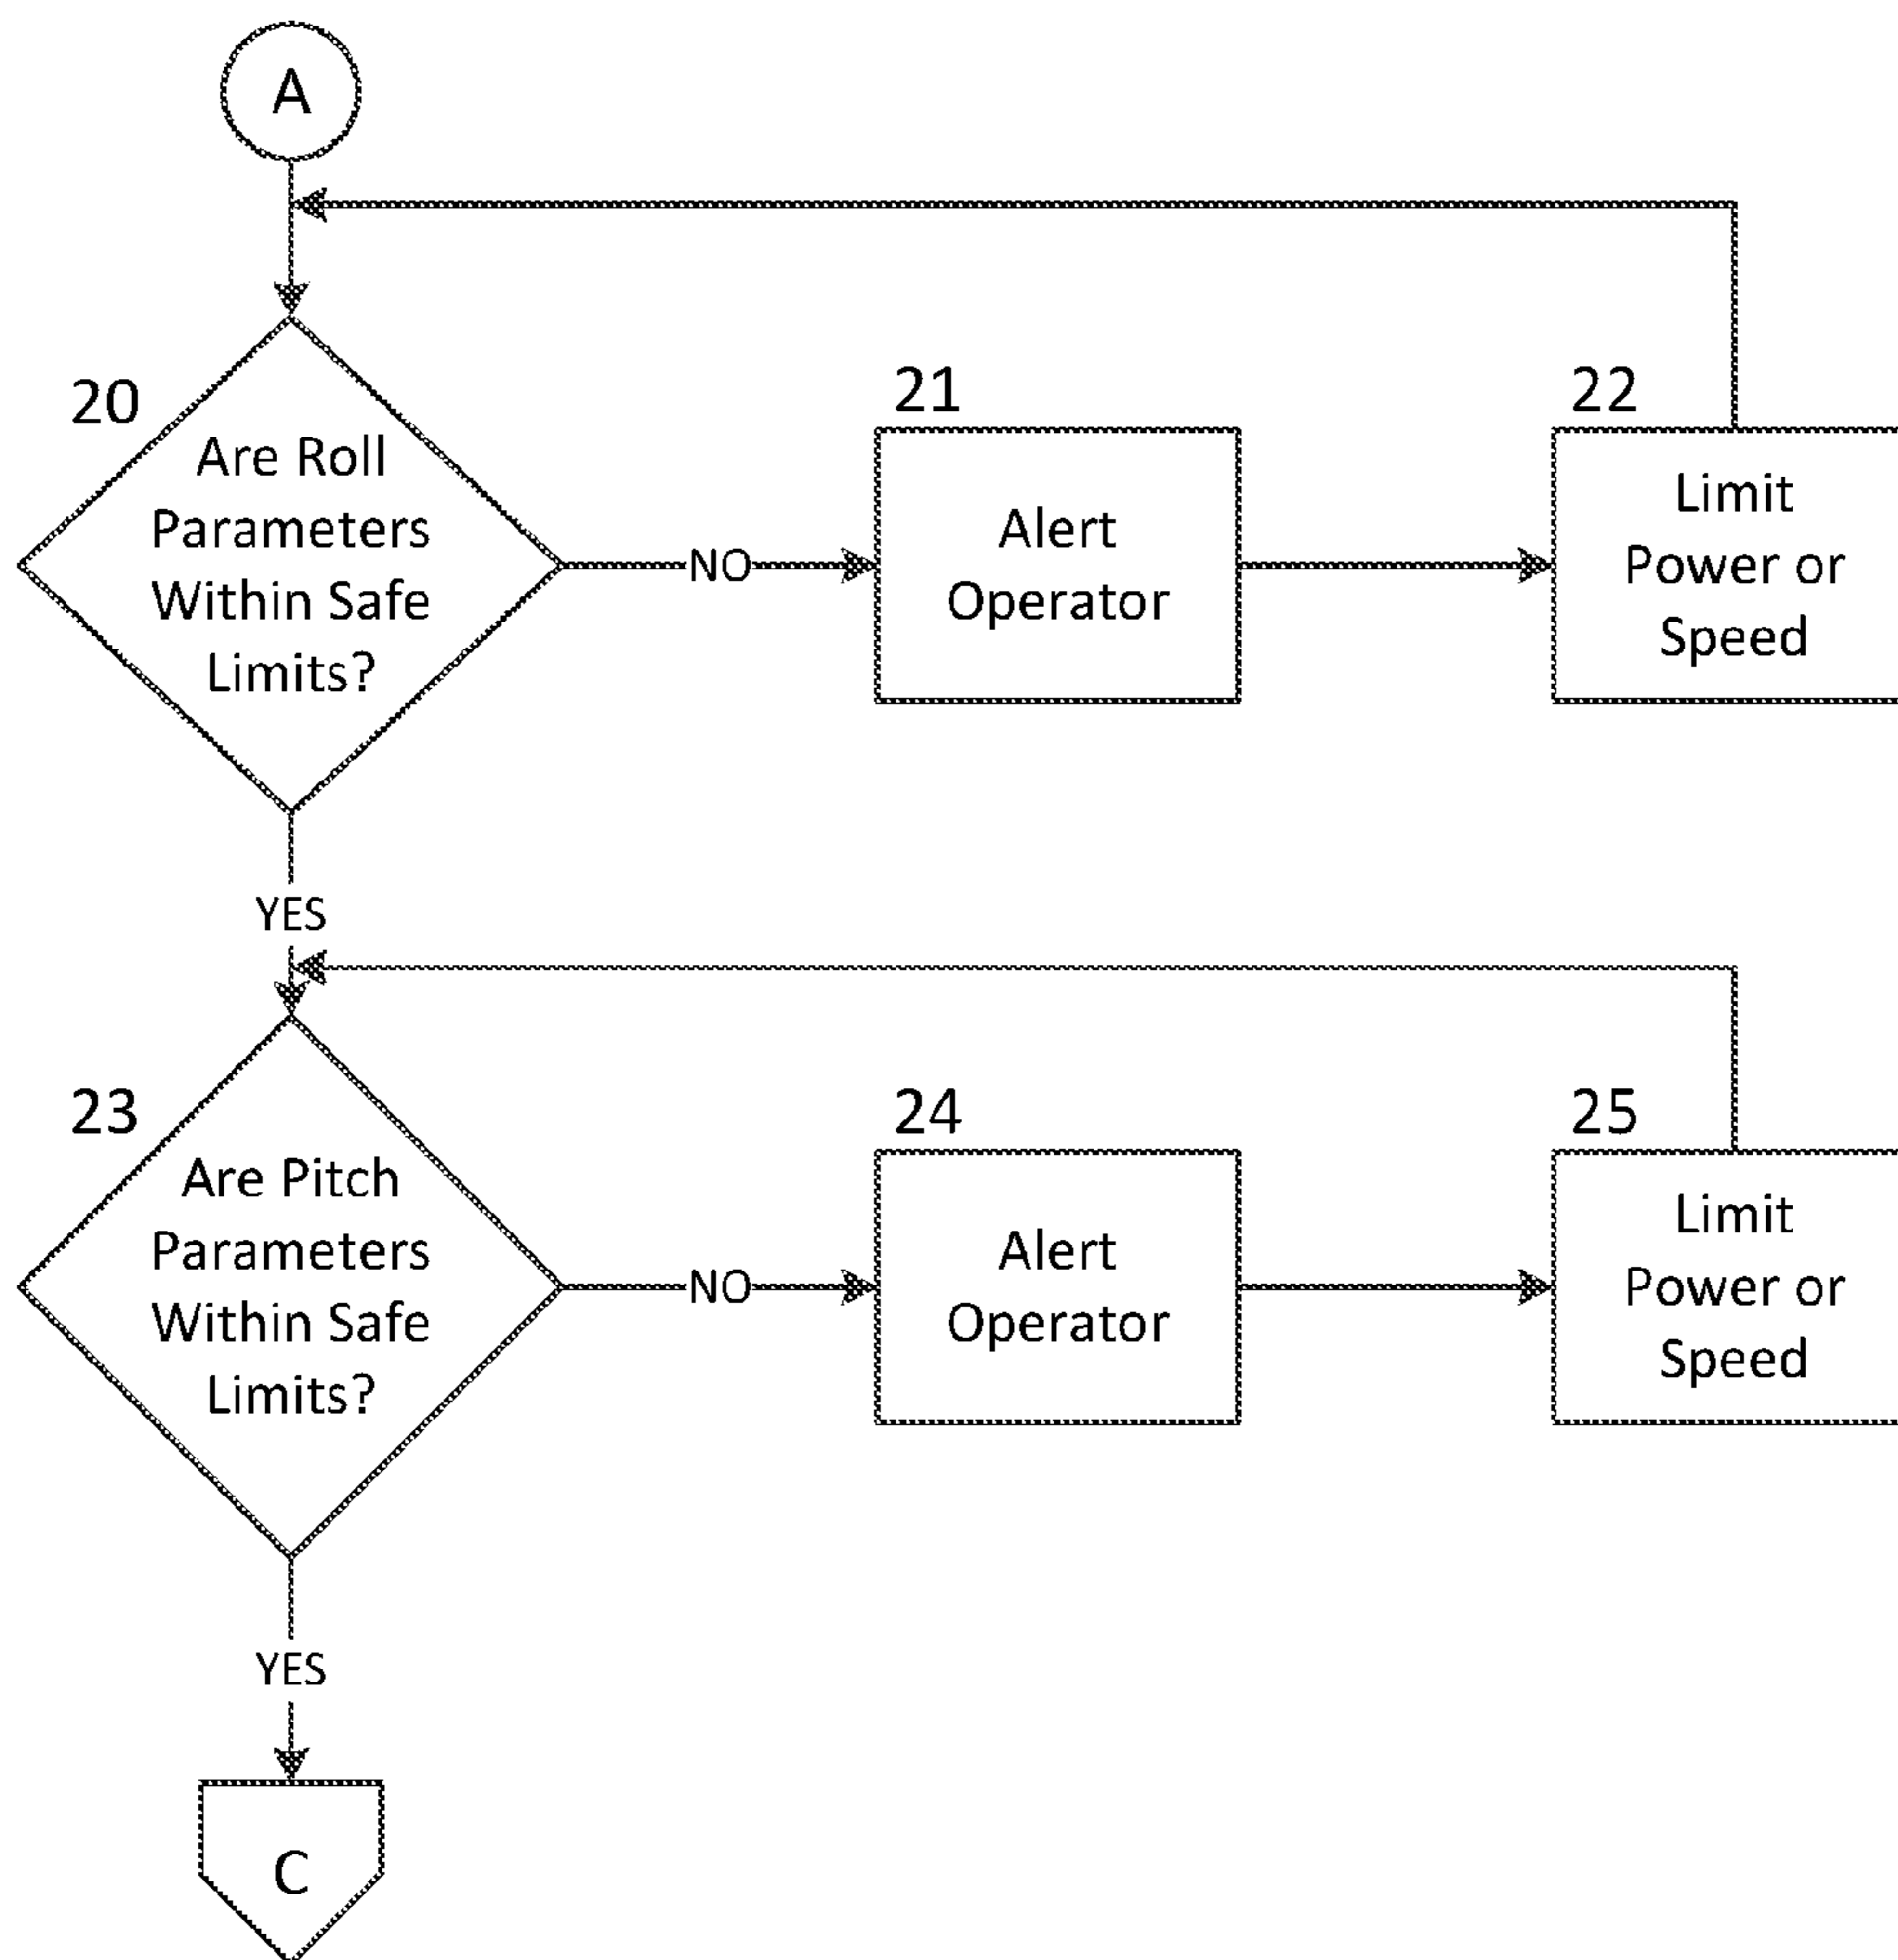 A
20
Are Roll
Parameters
Within Safe
Limits?
NO
21
Alert
Operator
22
Limit
Power or
Speed
YES
23
Are Pitch
Parameters
Within Safe
Limits?
NO
24
Alert
Operator
25
Limit
Power or
Speed
YES
C